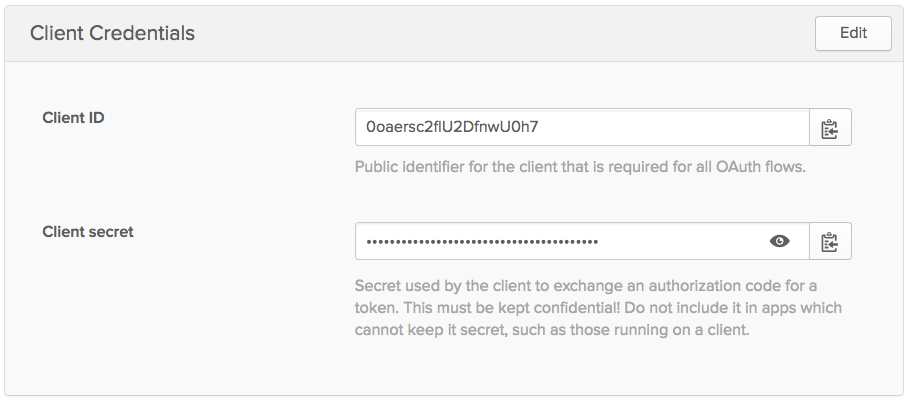 Client Credentials
Edit
Client ID
0oaersc2flU2DfnwU0h7
Public identifier for the client that is required for all OAuth flows.
Client secret
••••••••••••••••••••••••••••••••••••••••
Secret used by the client to exchange an authorization code for a
token. This must be kept confidential! Do not include it in apps which
cannot keep it secret, such as those running on a client.